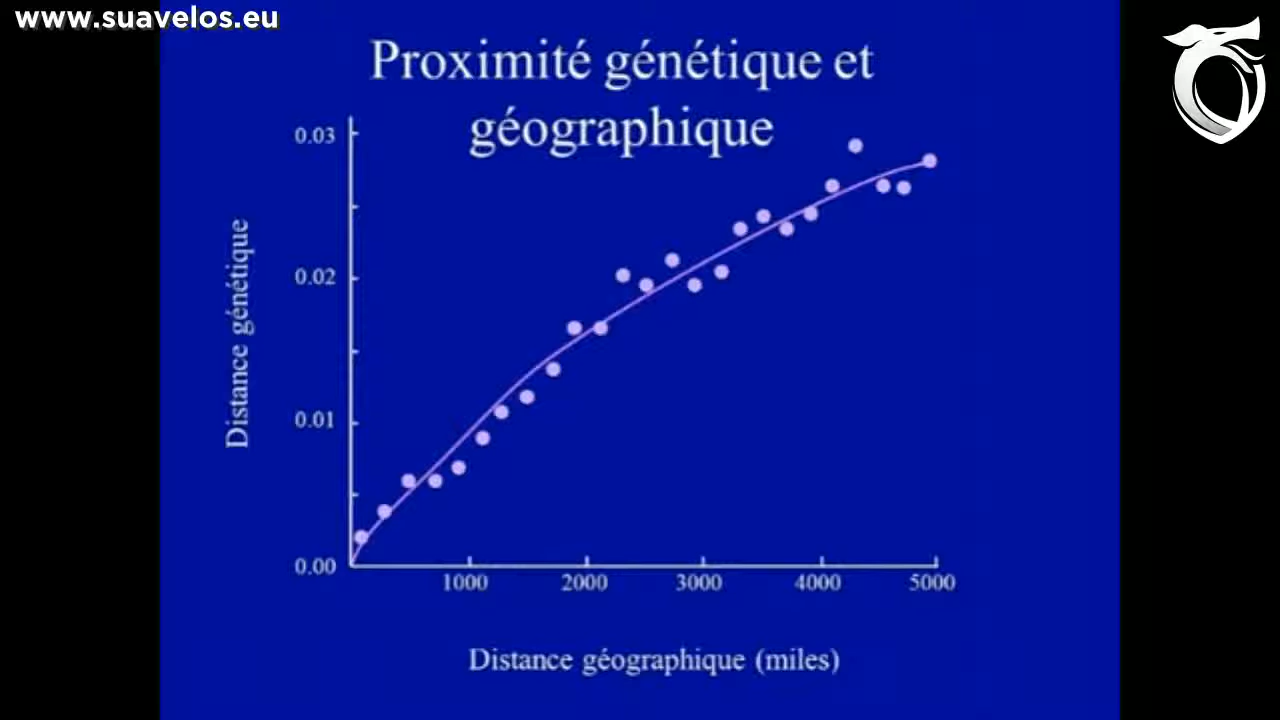 www.suavelos.eu
Proximité génétique et
géographique
0.03
0.02
0.01
0.00
Distance génétique
1000 2000 3000 4000 5000
Distance géographique (miles)